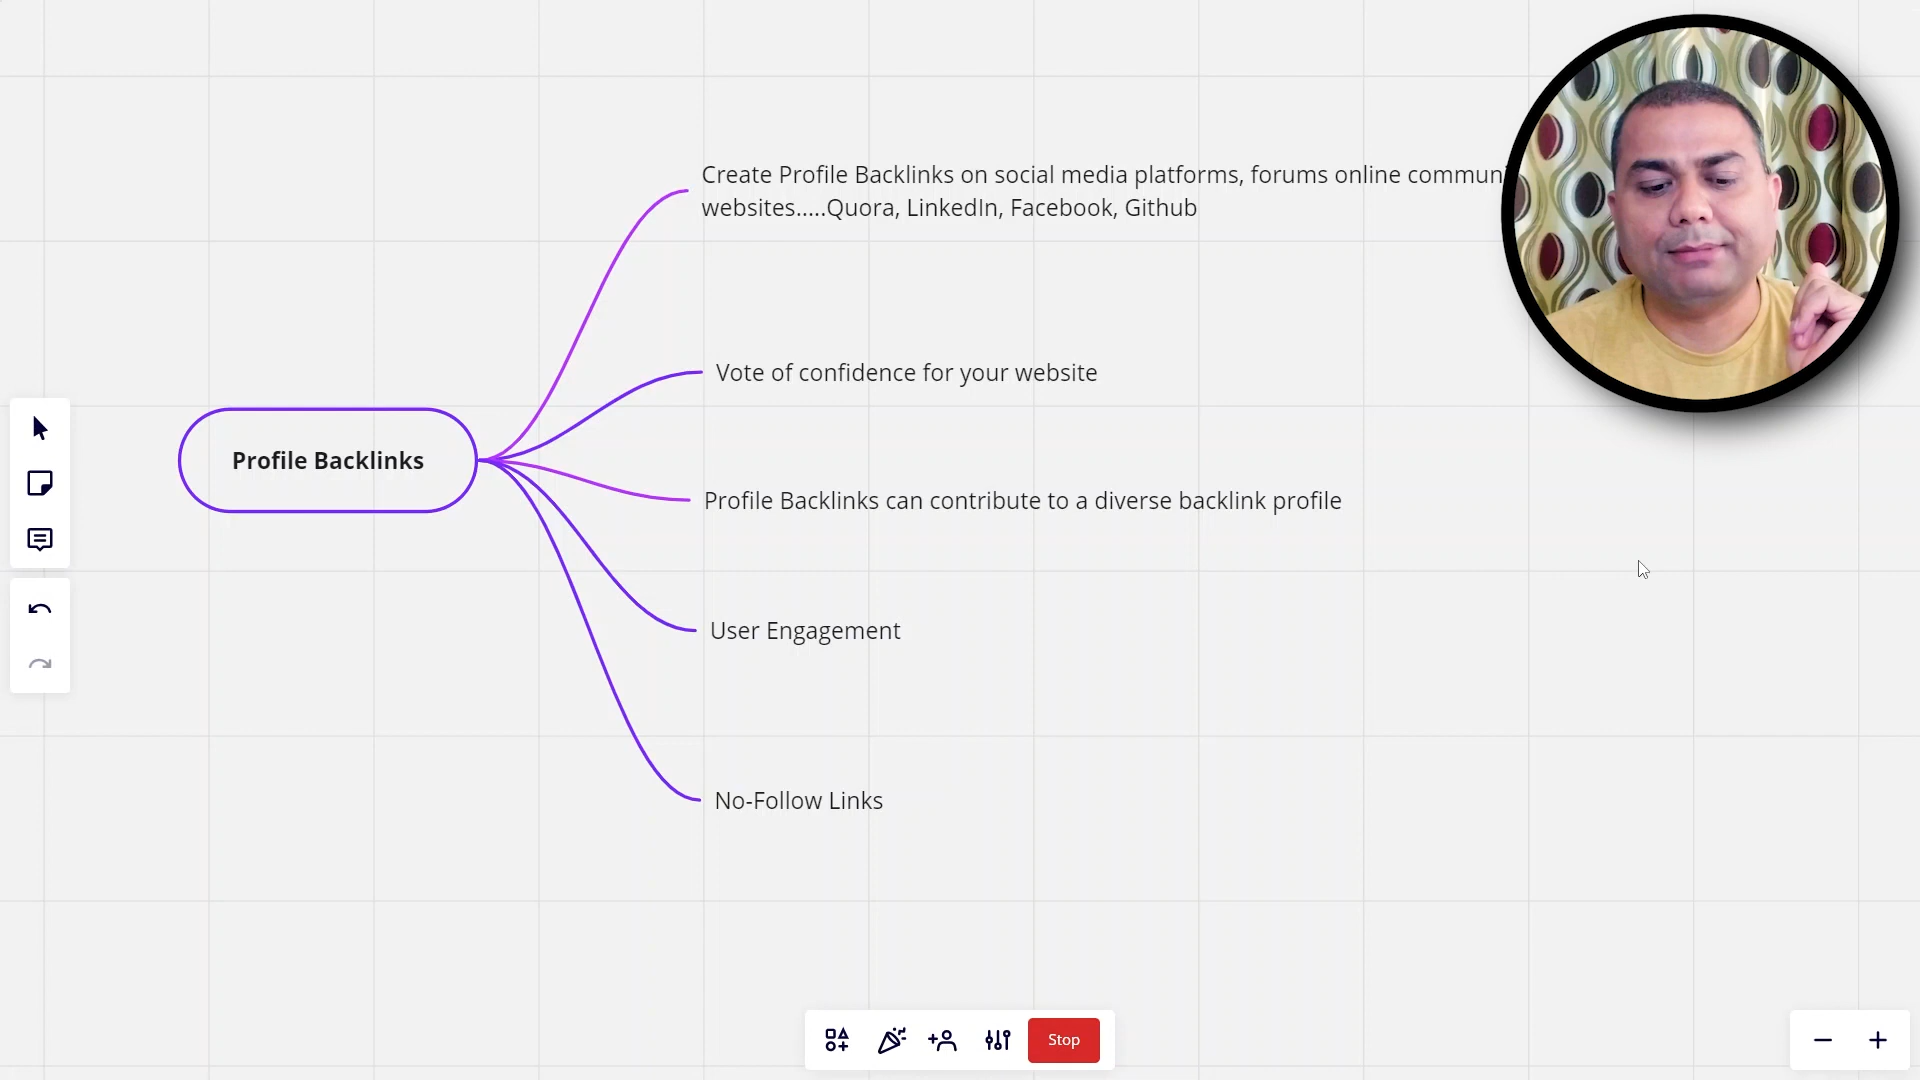 Create Profile Backlinks on social media platforms, forums online
websites.....Quora, LinkedIn, Facebook, Github
Vote of confidence for your website
Profile Backlinks
Profile Backlinks can contribute to a diverse backlink profile
User Engagement
No-Follow Links
Stop